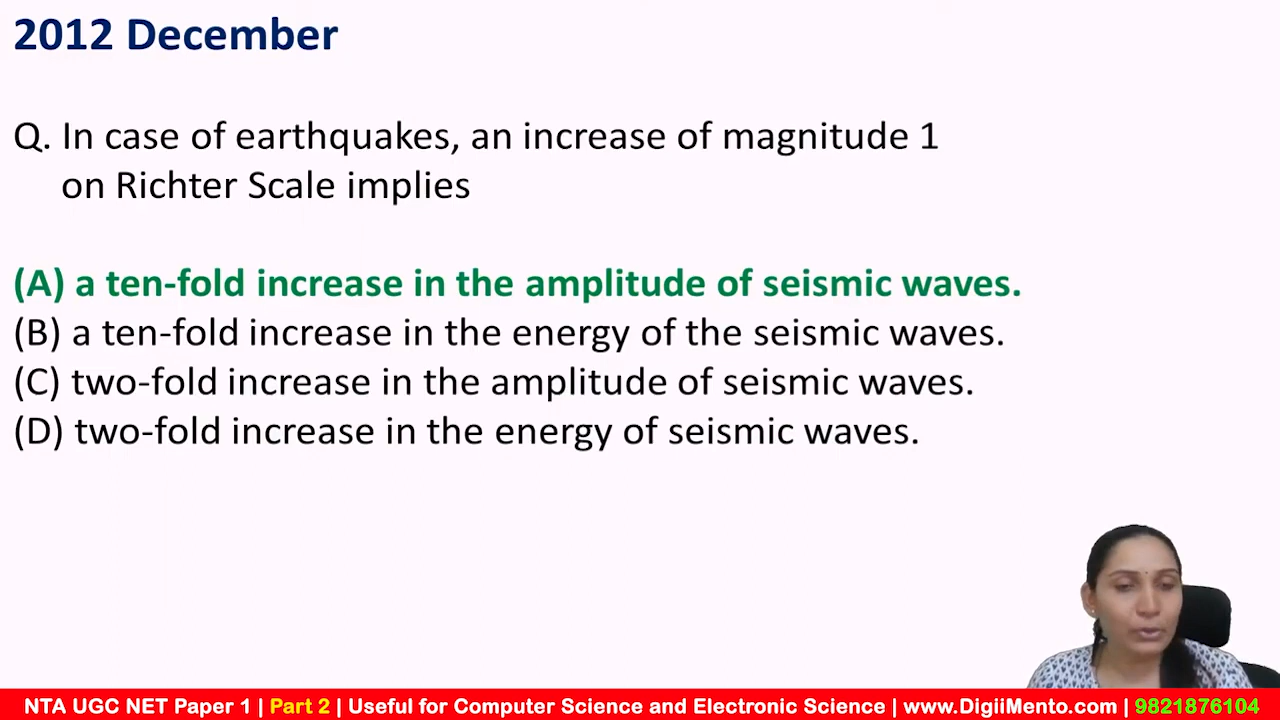 2012 December
Q. In case of earthquakes, an increase of magnitude 1
on Richter Scale implies
(A) a ten-fold increase in the amplitude of seismic waves.
(B) a ten-fold increase in the energy of the seismic waves.
(C) two-fold increase in the amplitude of seismic waves.
(D) two-fold increase in the energy of seismic waves.
NTA UGC NET Paper 1 | Part 2 | Useful for Computer Science and Electronic Science | www.DigiiMento.com | 9821876104